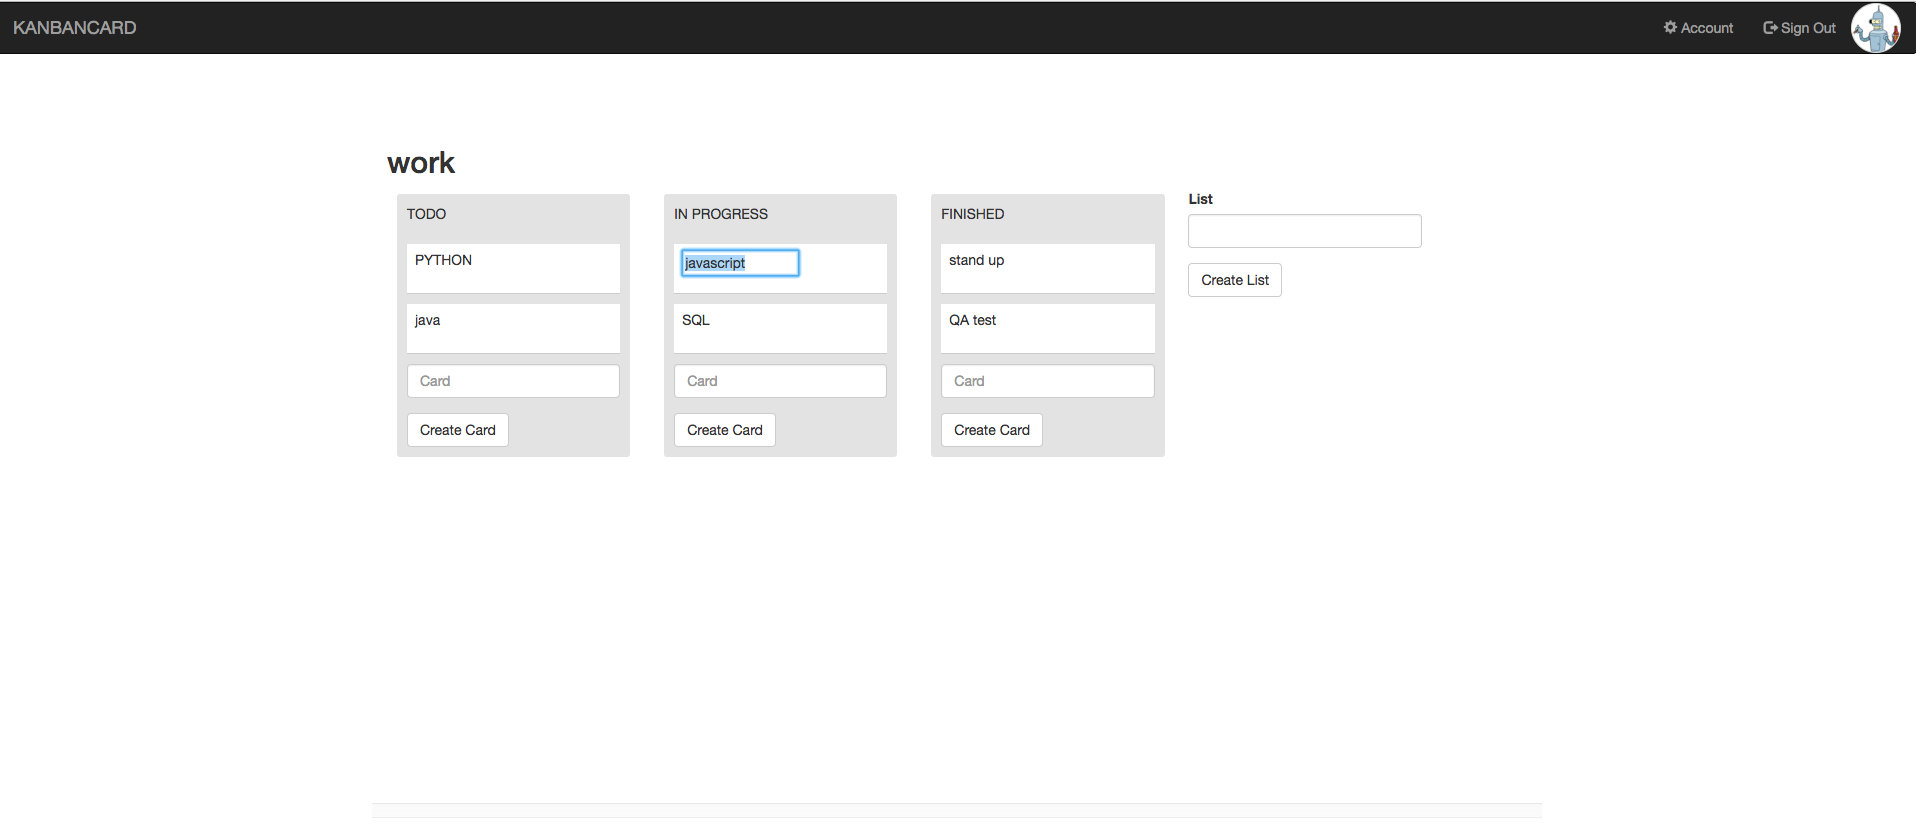 KANBANCARD
Account
Sign Out
work
TODO
PYTHON
java
Card
Create Card
IN PROGRESS
javascript
SQL
Card
Create Card
FINISHED
stand up
QA test
Card
Create Card
List
Create List